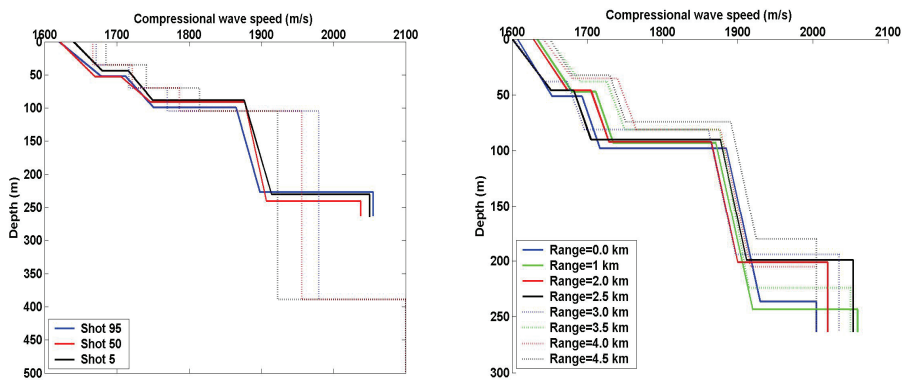 Compressional wave speed (m/s)
1600 1700 1800 1900 2000 2100
0
50
100
150
200
250
300
350
400
450
500
Depth (m)
Shot 95
Shot 50
Shot 5
Compressional wave speed (m/s)
1600 1700 1800 1900 2000 2100
0
50
100
150
200
250
300
Depth (m)
Range=0.0 km
Range=1 km
Range=2.0 km
Range=2.5 km
Range=3.0 km
Range=3.5 km
Range=4.0 km
Range=4.5 km